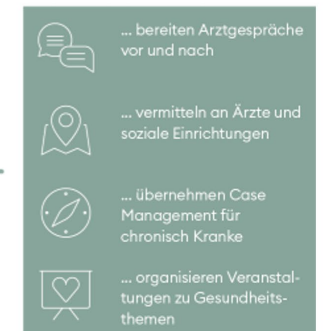 ... bereiten Arztgespräche
vor und nach
... vermitteln an Ärzte und
soziale Einrichtungen
... übernehmen Case
Management für
chronisch Kranke
... organisieren Veranstal-
tungen zu Gesundheits-
themen